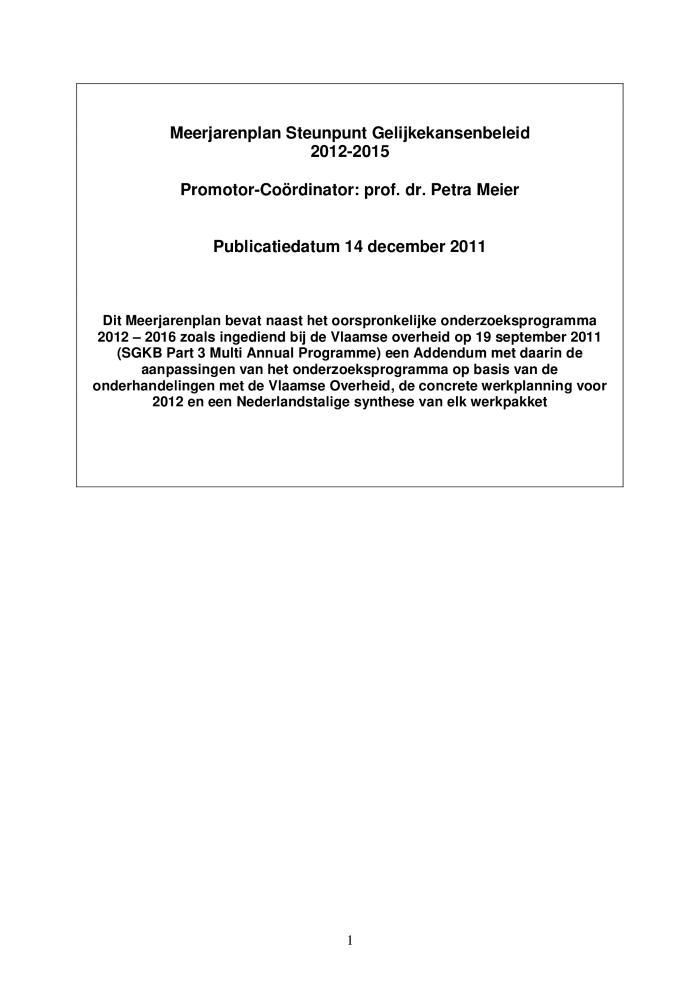 Meerjarenplan Steunpunt Gelijkekansenbeleid
2012-2015
Promotor-Coördinator: prof. dr. Petra Meier
Publicatiedatum 14 december 2011
Dit Meerjarenplan bevat naast het oorspronkelijke onderzoeksprogramma
2012 – 2016 zoals ingediend bij de Vlaamse overheid op 19 september 2011
(SGKB Part 3 Multi Annual Programme) een Addendum met daarin de
aanpassingen van het onderzoeksprogramma op basis van de
onderhandelingen met de Vlaamse Overheid, de concrete werkplanning voor
2012 en een Nederlandstalige synthese van elk werkpakket
1